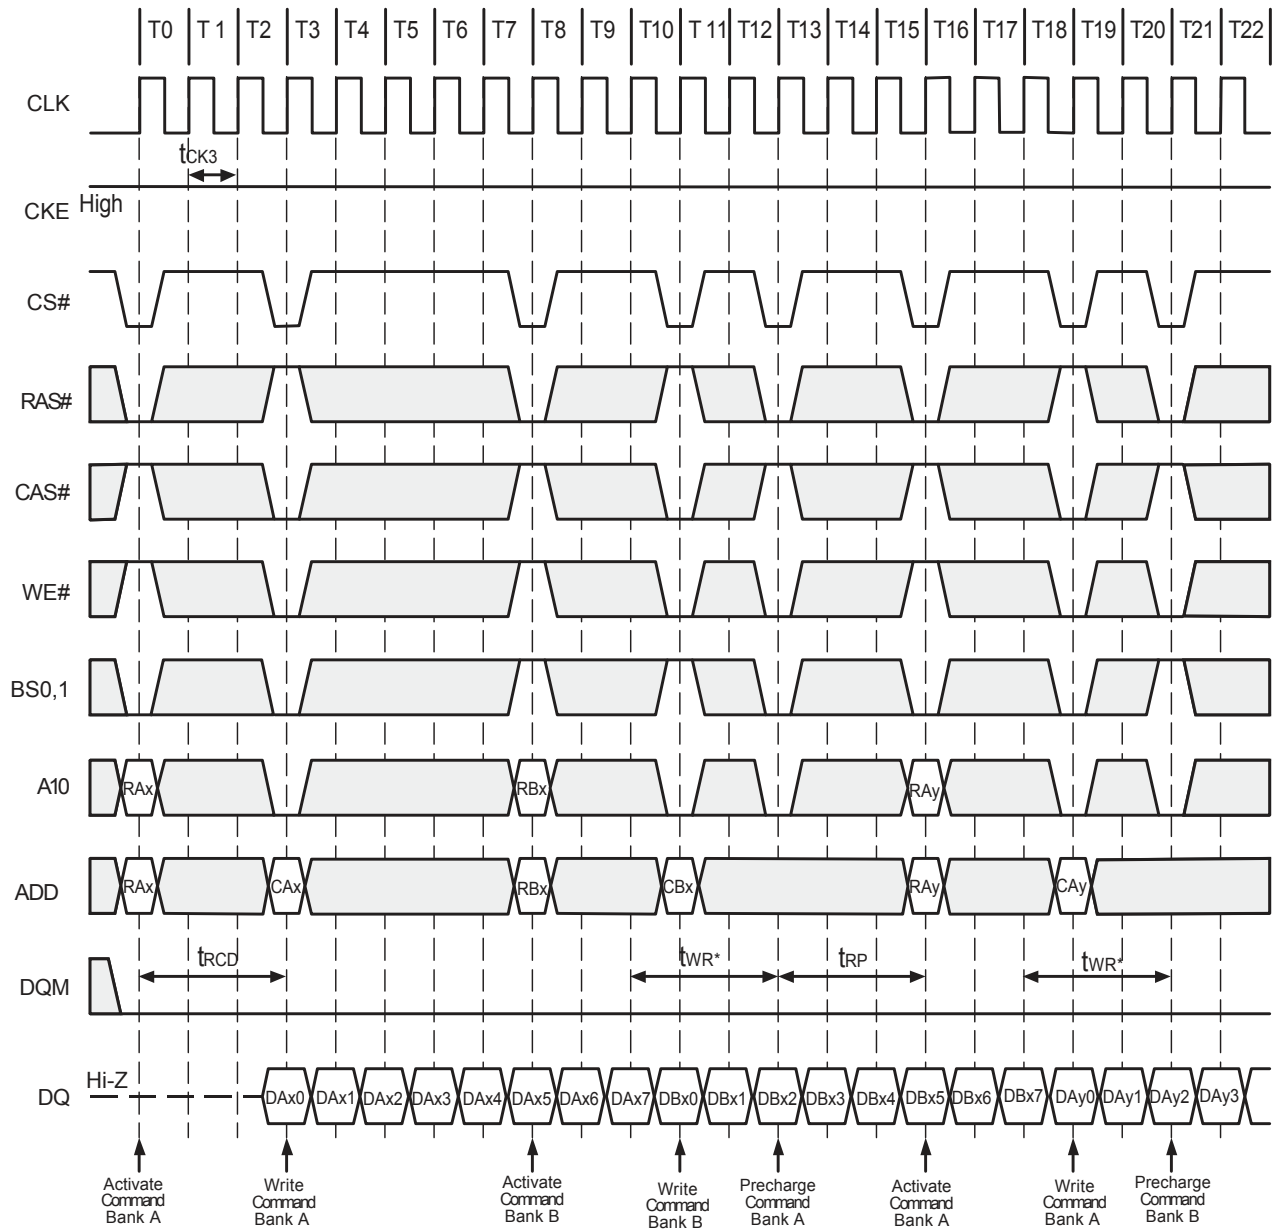 T0 T 1 T2 T3 T4 T5 T6 T7 T8 T9 T10 T 11 T12 T13 T14 T15 T16 T17 T18 T19 T20 T21 T22
CLK
tCK3
CKE High
CS#
RAS#
CAS#
WE#
BS0,1
A10 RAx RBx RAy
ADD RAx CAx RBx CBx RAy CAy
tRCD tWR* tRP tWR*
DQM
Hi-Z
DQ DAx0 DAx1 DAx2 DAx3 DAx4 DAx5 DAx6 DAx7 DBx0 DBx1 DBx2 DBx3 DBx4 DBx5 DBx6 DBx7 DAy0 DAy1 DAy2 DAy3
Activate
Command
Bank A
Write
Command
Bank A
Activate
Command
Bank B
Write
Command
Bank B
Precharge
Command
Bank A
Activate
Command
Bank A
Write
Command
Bank A
Precharge
Command
Bank B